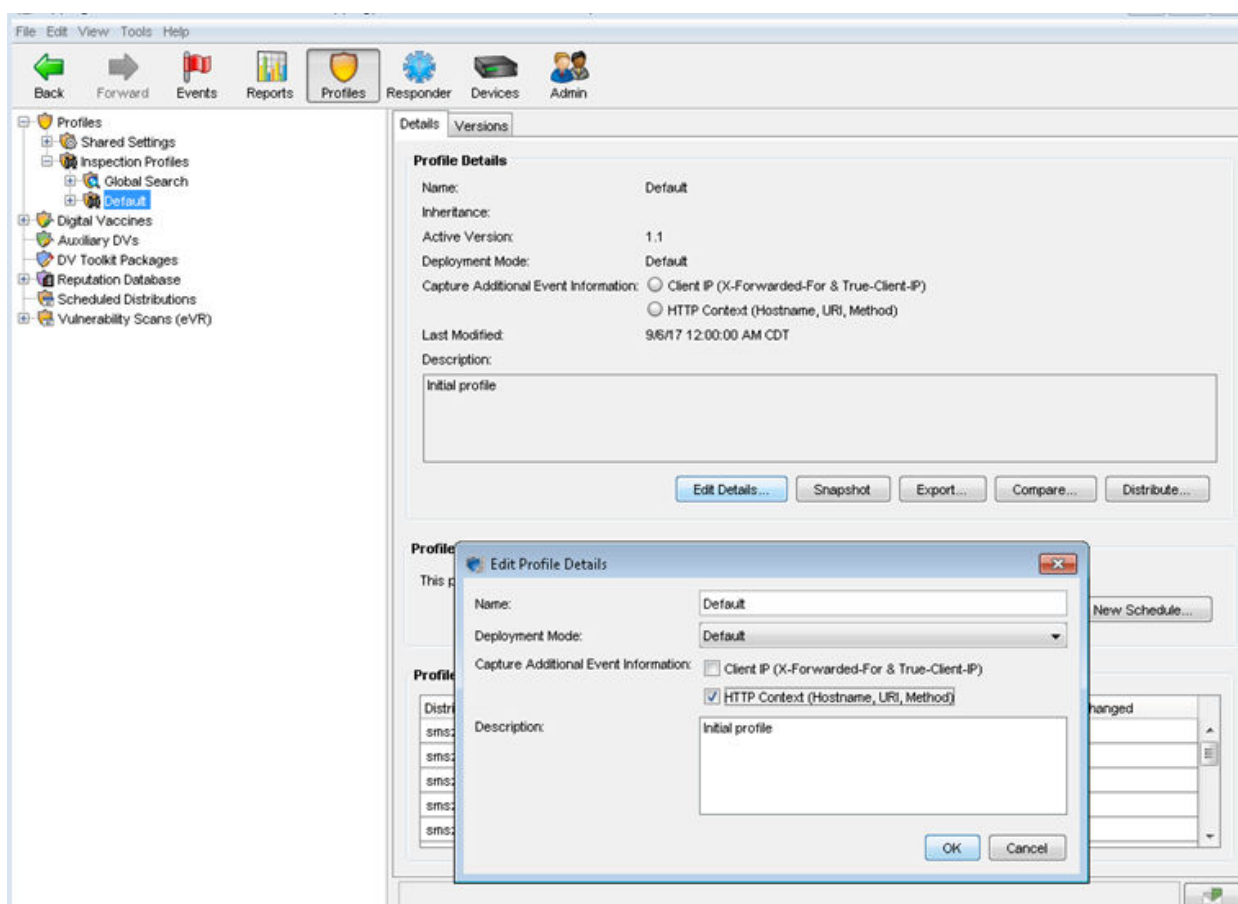 File Edit View Tools Help
Back Forward Events Reports Profiles Responder Devices Admin
Profiles
Shared Settings
Inspection Profiles
Global Search
Default
Digital Vaccines
Auxiliary DVs
DV Toolkit Packages
Reputation Database
Scheduled Distributions
Vulnerability Scans (eVR)
Details Versions
Profile Details
Name: Default
Inheritance:
Active Version: 1.1
Deployment Mode: Default
Capture Additional Event Information: Client IP (X-Forwarded-For & True-Client-IP)
HTTP Context (Hostname, URI, Method)
Last Modified: 9/6/17 12:00:00 AM CDT
Description:
Initial profile
Edit Details... Snapshot Export... Compare... Distribute...
Profile
This p
New Schedule...
Profile
Distri
hanged
sms2
sms2
sms2
sms2
sms2
Edit Profile Details
Name: Default
Deployment Mode: Default
Capture Additional Event Information: Client IP (X-Forwarded-For & True-Client-IP)
HTTP Context (Hostname, URI, Method)
Description: Initial profile
OK Cancel